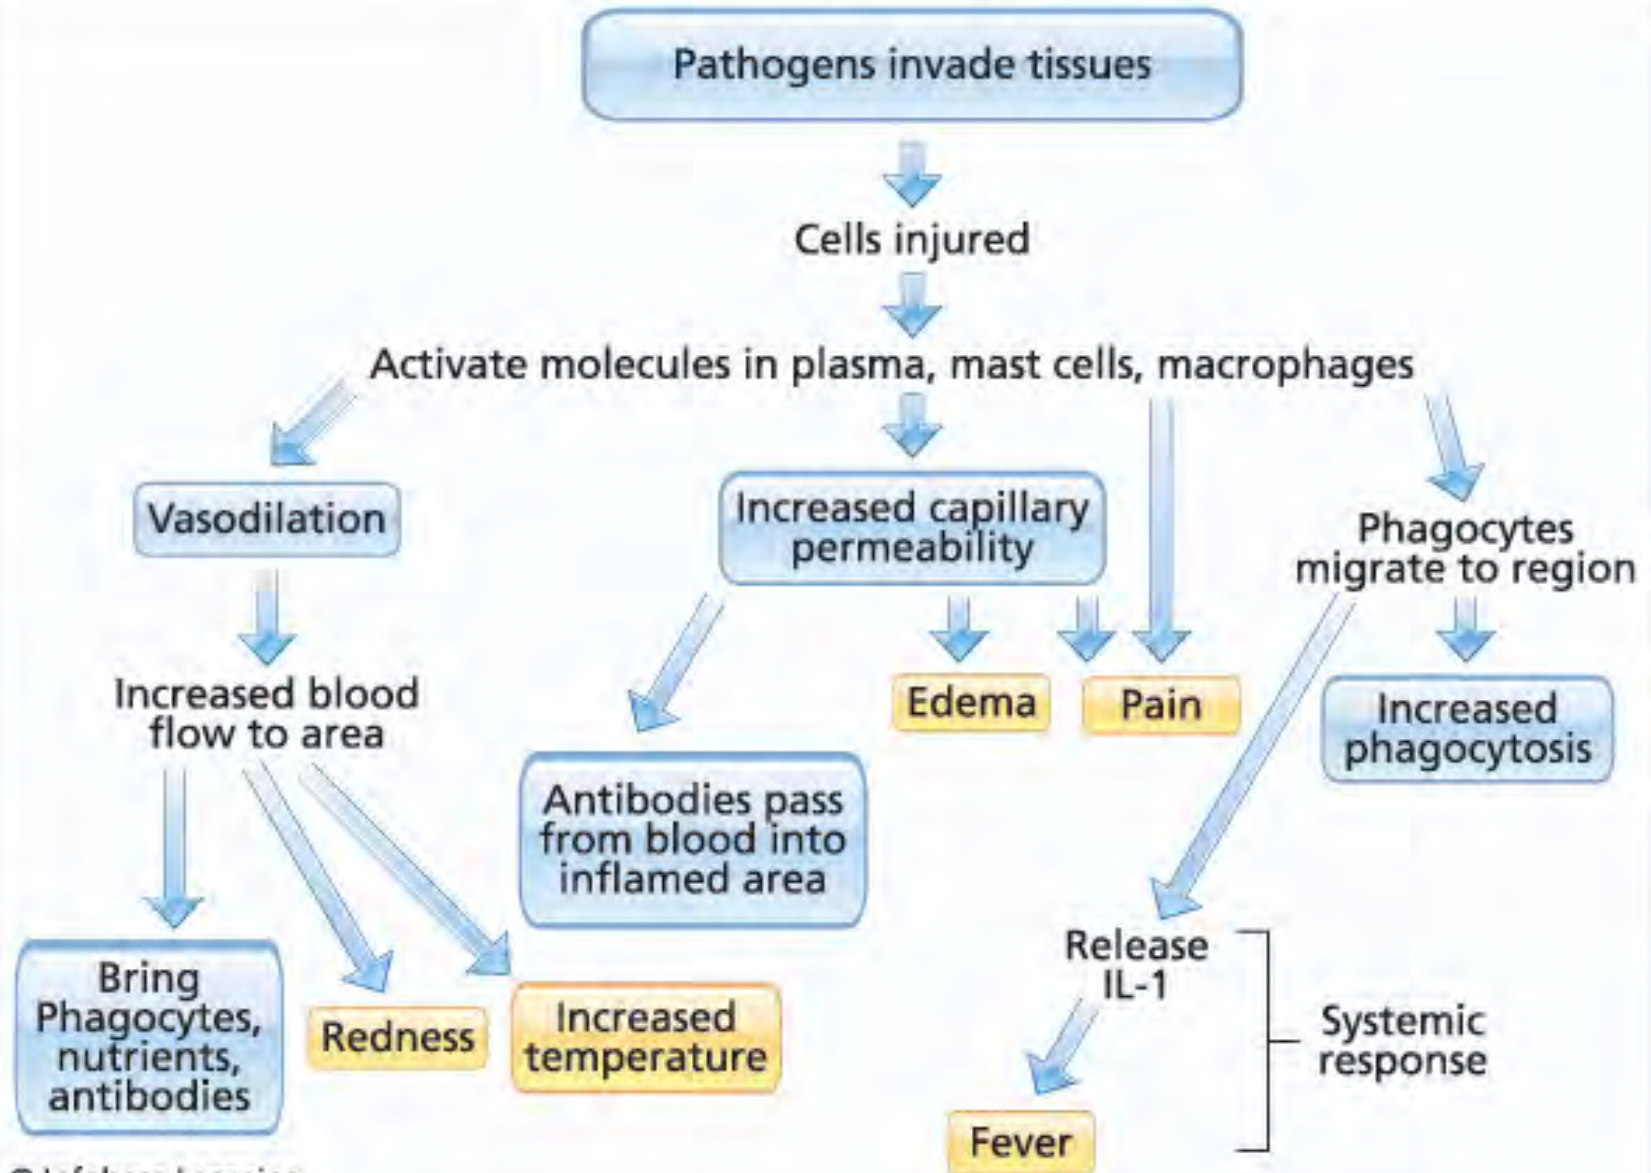 Pathogens invade tissues
Cells injured
Activate molecules in plasma, mast cells, macrophages
Vasodilation
Increased capillary
permeability
Phagocytes
migrate to region
Increased blood
flow to area
Edema
Pain
Increased
phagocytosis
Antibodies pass
from blood into
inflamed area
Bring
Phagocytes,
nutrients,
antibodies
Redness
Increased
temperature
Release
IL-1
Systemic
response
Fever